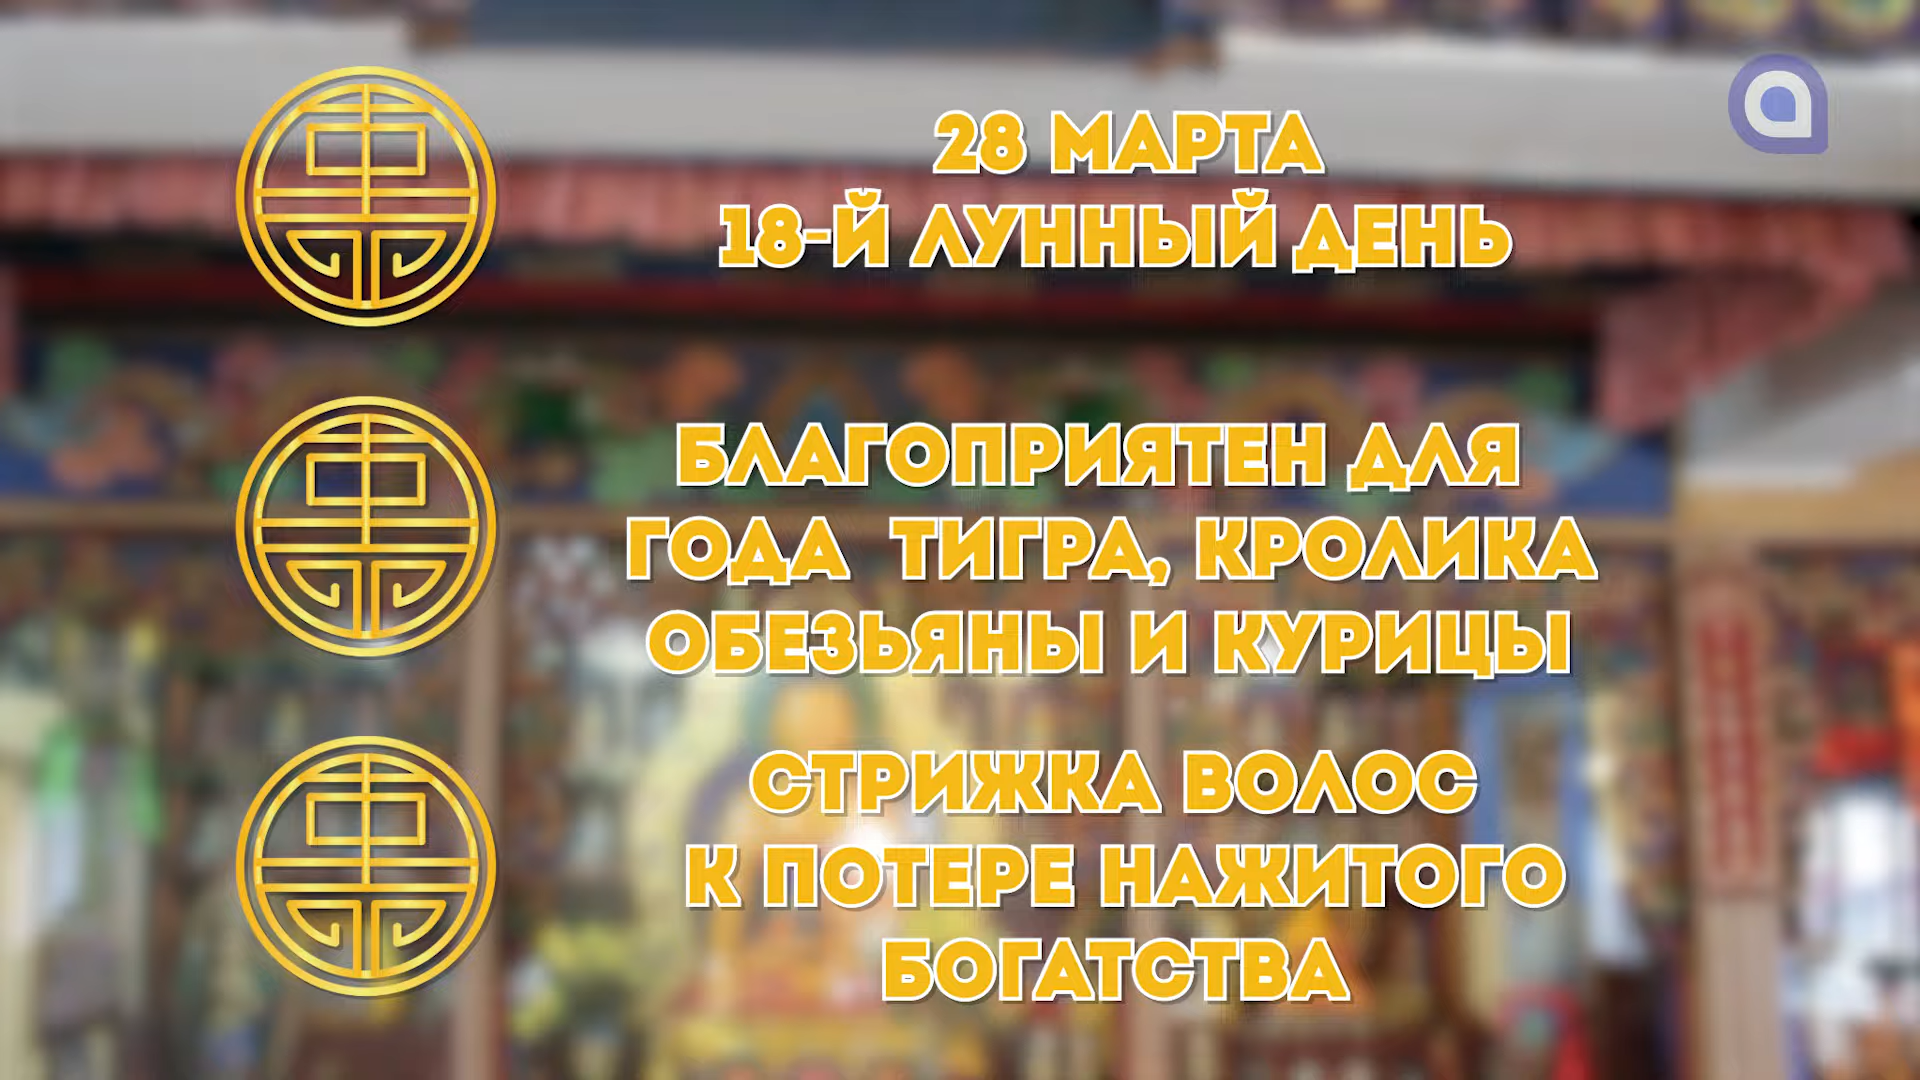 28 МАРТА
18-Й ЛУННЫЙ ДЕНЬ
БЛАГОПРИЯТЕН ДЛЯ
ГОДА ТИГРА, КРОЛИКА
ОБЕЗЬЯНЫ И КУРИЦЫ
СТРИЖКА ВОЛОС
К ПОТЕРЕ НАЖИТОГО
БОГАТСТВА